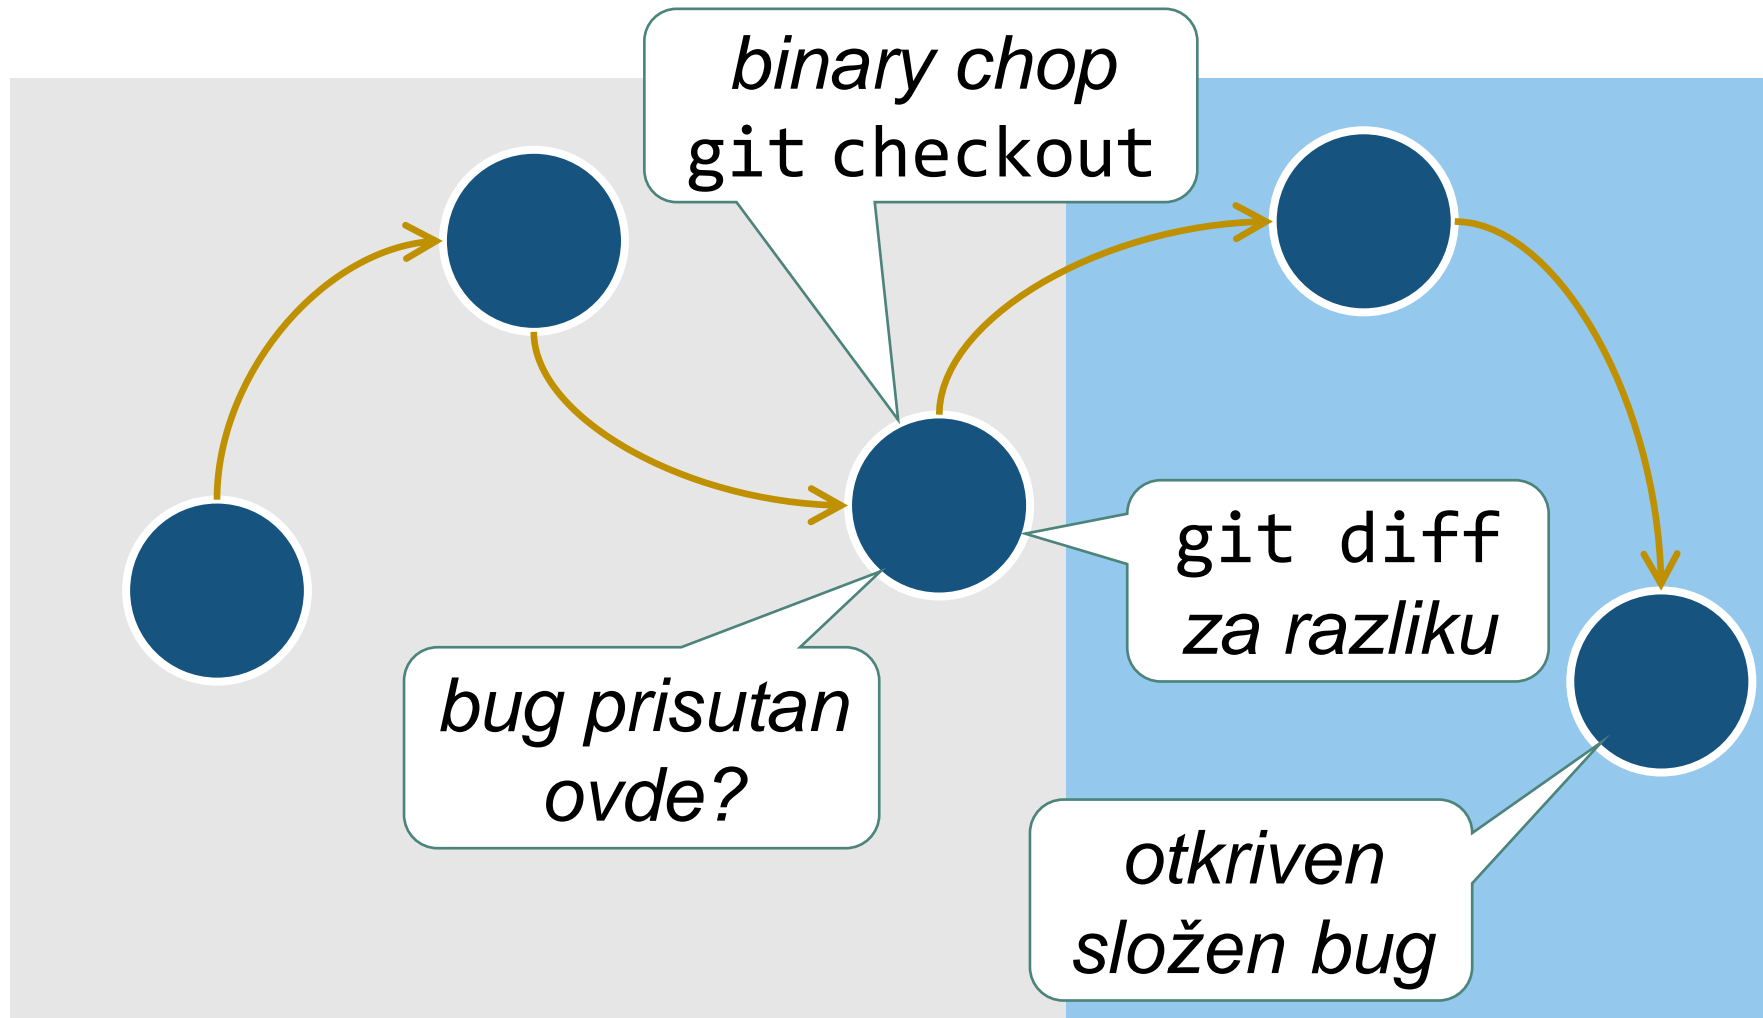 binary chop
git checkout
git diff
za razliku
bug prisutan
ovde?
otkriven
složen bug